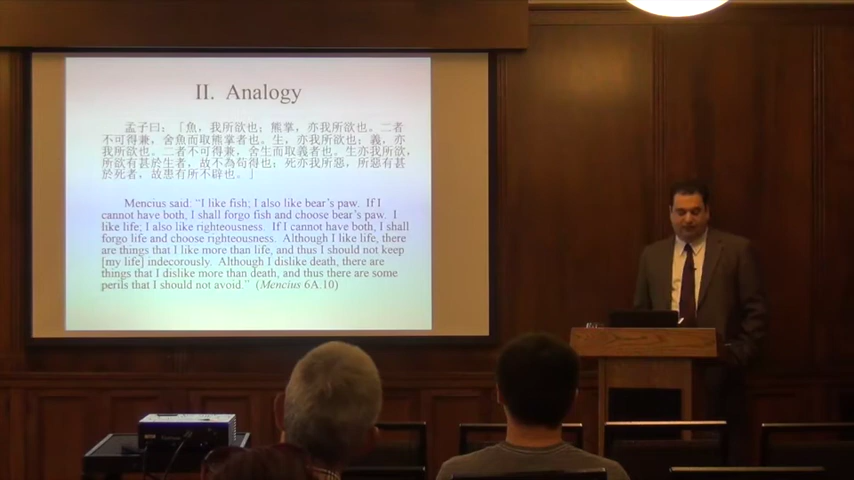 II. Analogy
孟子曰：「魚，我所欲也；熊掌，亦我所欲也。二者
不可得兼，舍魚而取熊掌者也。生，亦我所欲也；義，亦
我所欲也。二者不可得兼，舍生而取義者也。生亦我所欲，
所欲有甚於生者，故不為苟得也；死亦我所惡，所惡有甚
於死者，故患有所不辟也。」
Mencius said: “I like fish; I also like bear’s paw. If I
cannot have both, I shall forgo fish and choose bear’s paw. I
like life; I also like righteousness. If I cannot have both, I shall
forgo life and choose righteousness. Although I like life, there
are things that I like more than life, and thus I should not keep
[my life] indecorously. Although I dislike death, there are
things that I dislike more than death, and thus there are some
perils that I should not avoid.” (Mencius 6A.10)